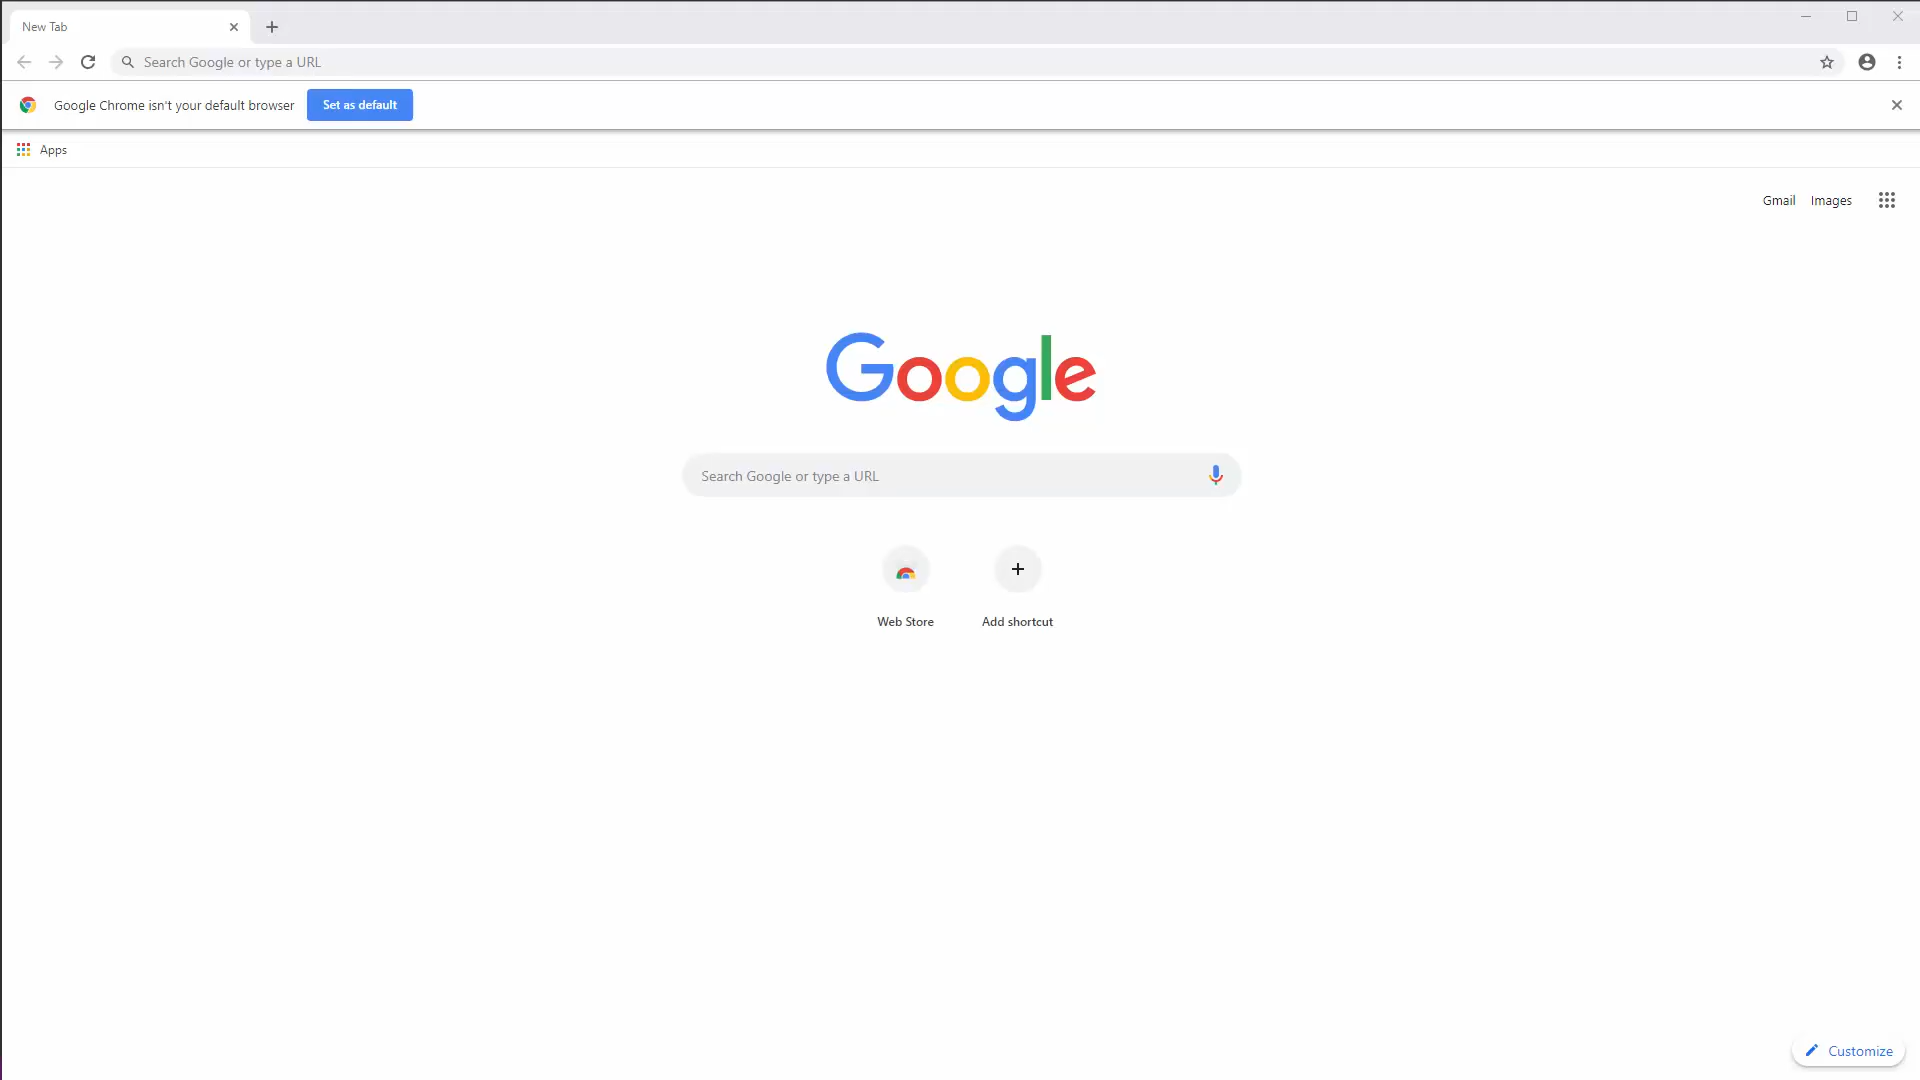 New Tab
Search Google or type a URL
Google Chrome isn't your default browser
Set as default
Apps
Gmail
Images
Google
Search Google or type a URL
Web Store
Add shortcut
Customize